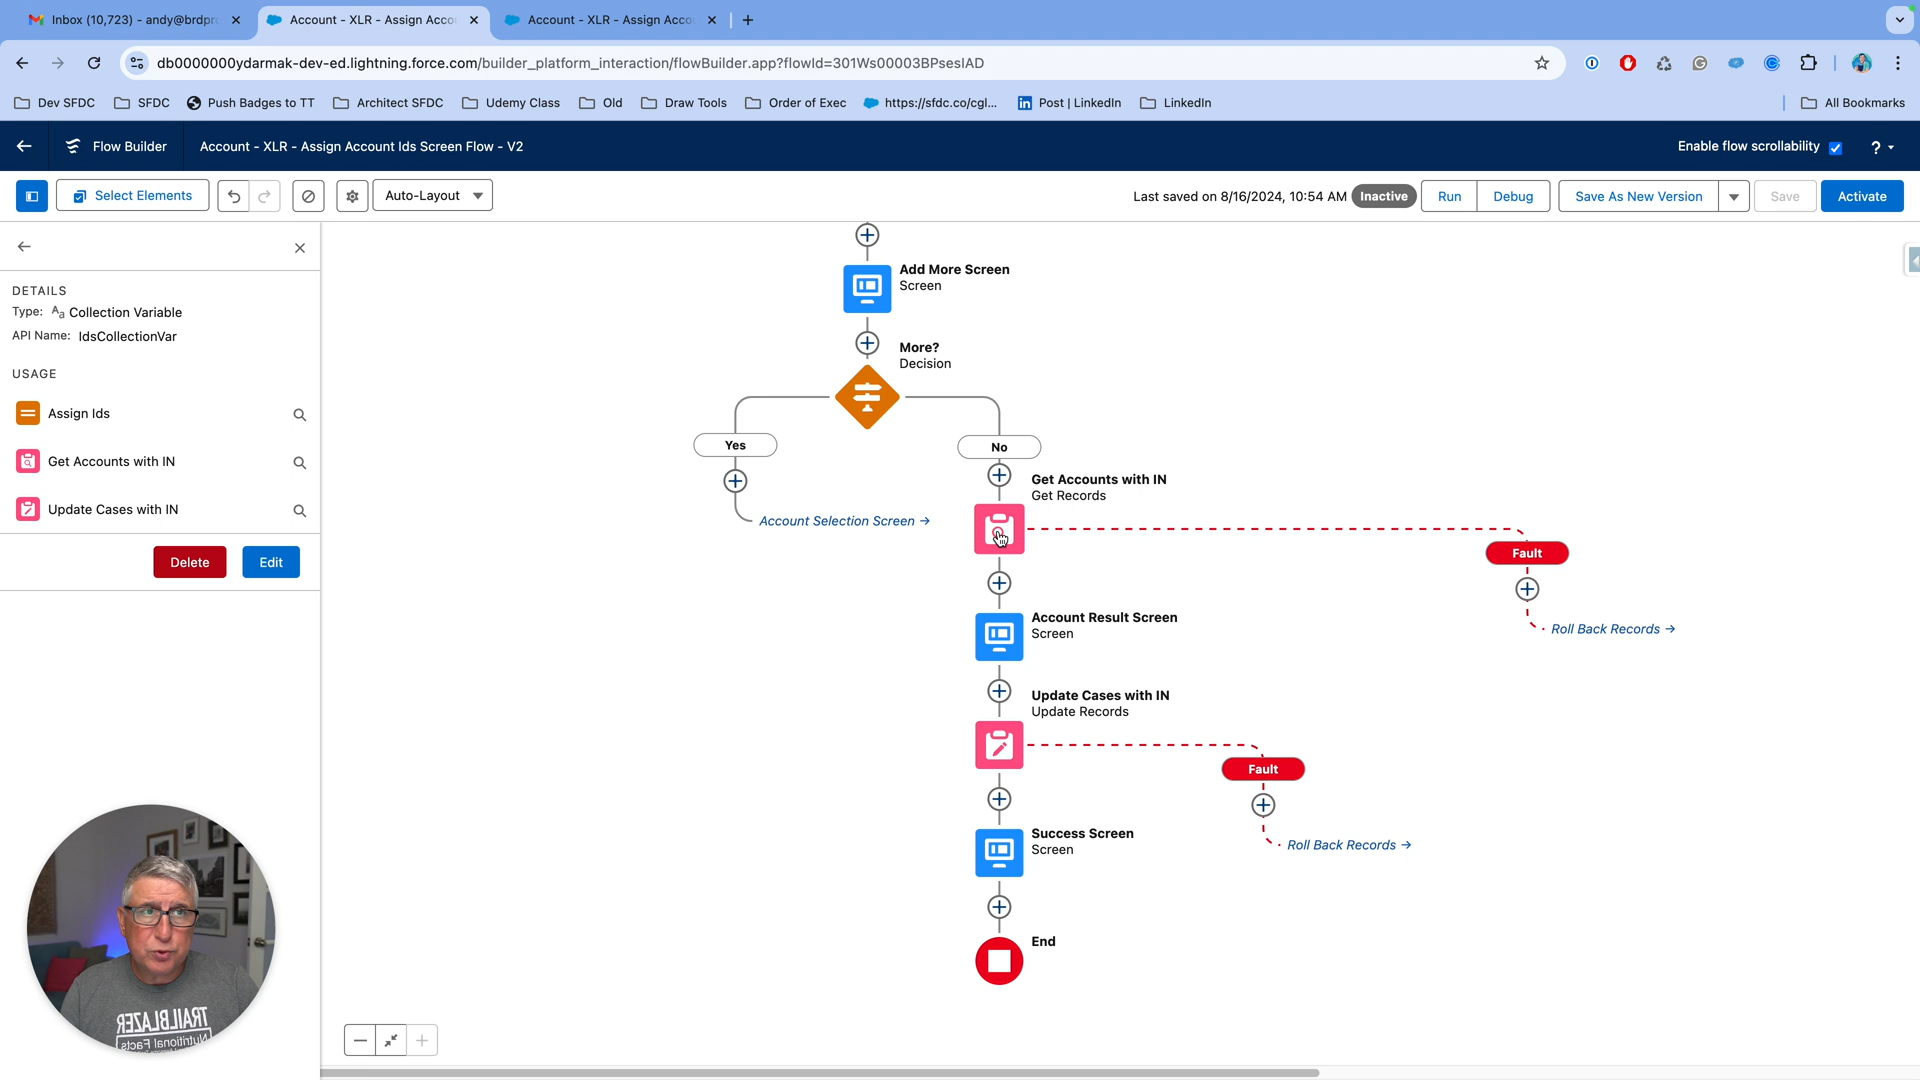 Inbox (10,723) - andy@brdpr
Account - XLR - Assign Acco
Account - XLR - Assign Acco
db0000000ydarmak-dev-ed.lightning.force.com/builder_platform_interaction/flowBuilder.app?flowId=301Ws00003BPsesIAD
Dev SFDC
SFDC
Push Badges to TT
Architect SFDC
Udemy Class
Old
Draw Tools
Order of Exec
https://sfdc.co/cgl...
Post | LinkedIn
LinkedIn
All Bookmarks
Flow Builder
Account - XLR - Assign Account Ids Screen Flow - V2
Enable flow scrollability
?
Select Elements
Auto-Layout
Last saved on 8/16/2024, 10:54 AM
Inactive
Run
Debug
Save As New Version
Save
Activate
DETAILS
Type: Aa Collection Variable
API Name: IdsCollectionVar
USAGE
Assign Ids
Get Accounts with IN
Update Cases with IN
Delete
Edit
Add More Screen
Screen
More?
Decision
Yes
No
Account Selection Screen →
Get Accounts with IN
Get Records
Fault
Roll Back Records →
Account Result Screen
Screen
Update Cases with IN
Update Records
Fault
Roll Back Records →
Success Screen
Screen
End
TRAILBLAZER
Nutritional Facts